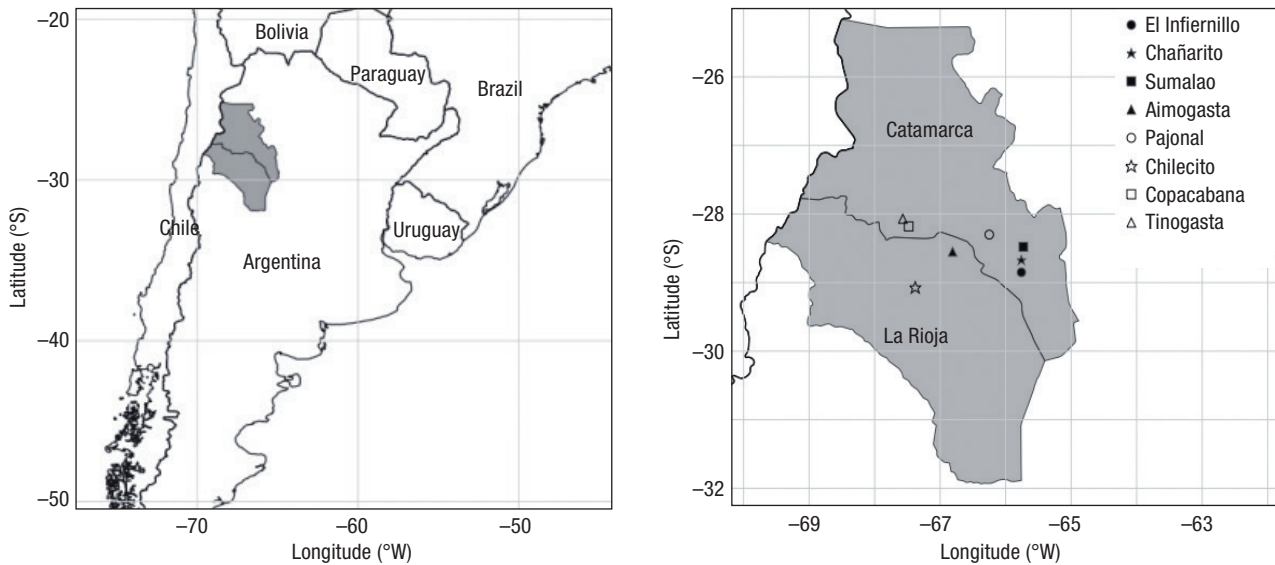 −20
−30
−40
−50
Latitude (°S)
−70
−60
−50
Longitude (°W)
Bolivia
Paraguay
Brazil
Chile
Uruguay
Argentina
−26
−28
−30
−32
Latitude (°S)
−69
−67
−65
−63
Longitude (°W)
Catamarca
La Rioja
El Infiernillo
Chañarito
Sumalao
Aimogasta
Pajonal
Chilecito
Copacabana
Tinogasta